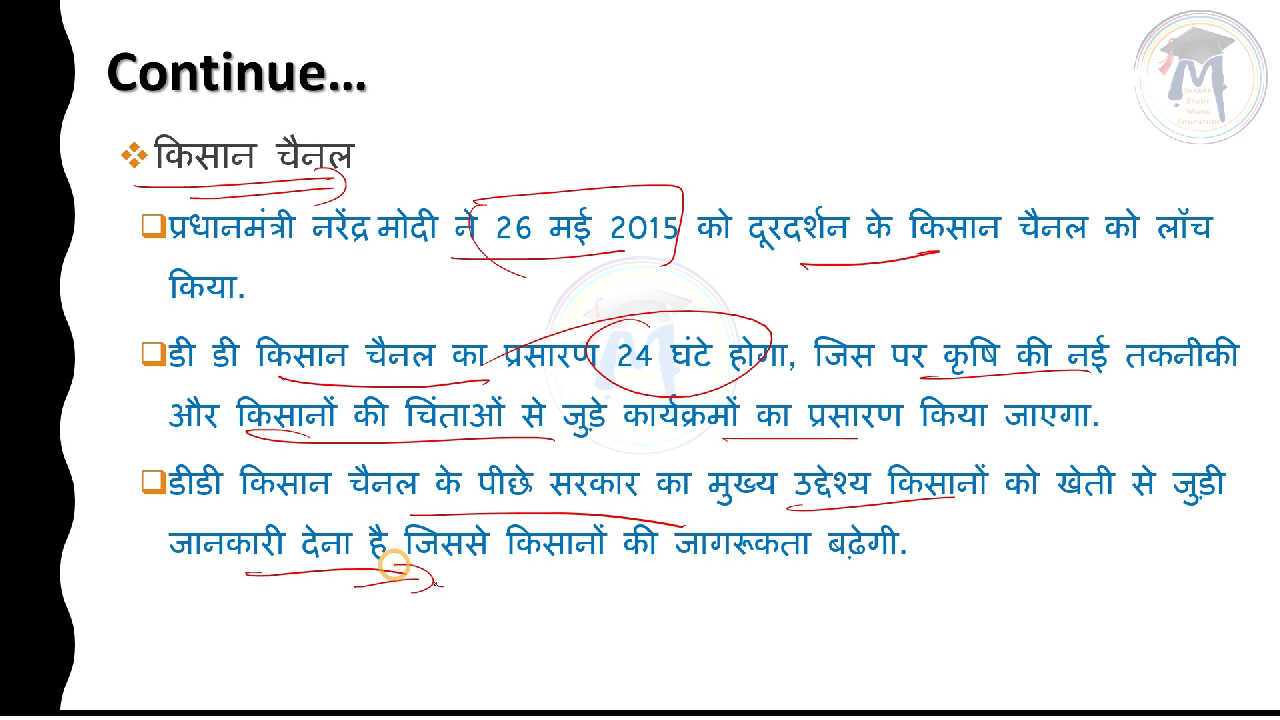 Continue...
किसान चैनल
प्रधानमंत्री नरेंद्र मोदी ने 26 मई 2015 को दूरदर्शन के किसान चैनल को लॉच
किया.
डी डी किसान चैनल का प्रसारण 24 घंटे होगा, जिस पर कृषि की नई तकनीकी
और किसानों की चिंताओं से जुड़े कार्यक्रमों का प्रसारण किया जाएगा.
डीडी किसान चैनल के पीछे सरकार का मुख्य उद्देश्य किसानों को खेती से जुड़ी
जानकारी देना है जिससे किसानों की जागरूकता बढ़ेगी.